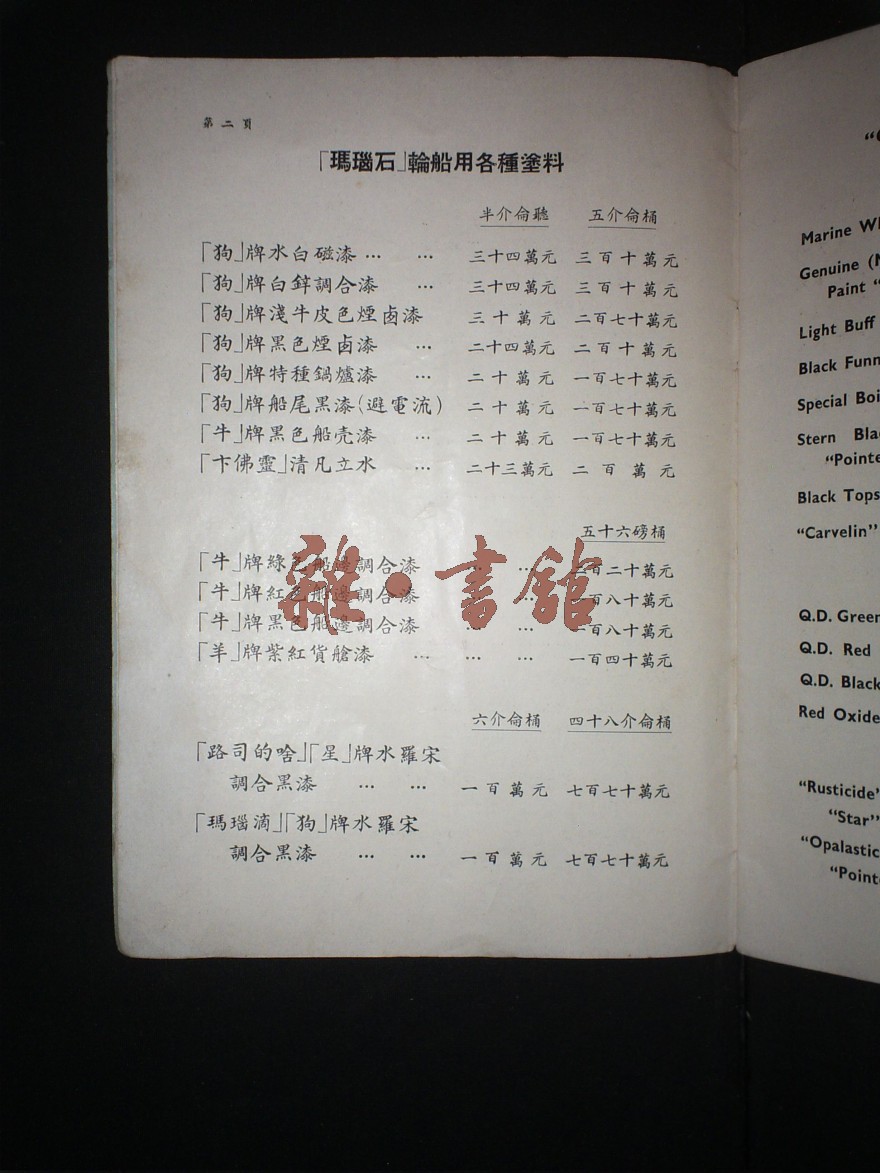 第二頁
「瑪瑙石」輪船用各種塗料
半介侖聽 五介侖桶
「狗」牌水白磁漆 … … 三十四萬元 三百十萬元
「狗」牌白鋅調合漆 … 三十四萬元 三百十萬元
「狗」牌淺牛皮色煙卤漆 三十萬元 二百七十萬元
「狗」牌黑色煙卤漆 … 二十四萬元 二百十萬元
「狗」牌特種鍋爐漆 … 二十萬元 一百七十萬元
「狗」牌船尾黑漆(避電流) 二十萬元 一百七十萬元
「牛」牌黑色船壳漆 … 二十萬元 一百七十萬元
「卞佛靈」清凡立水 … 二十三萬元 二百萬元
五十六磅桶
「牛」牌綠色船邊調合漆 … 百二十萬元
「牛」牌紅色船邊調合漆 … 百八十萬元
「牛」牌黑色船邊調合漆 … … 百八十萬元
「羊」牌紫紅貨艙漆 … … … 一百四十萬元
六介侖桶 四十八介侖桶
「路司的啥」「星」牌水羅宋
調合黑漆 … … 一百萬元 七百七十萬元
「瑪瑙滴」「狗」牌水羅宋
調合黑漆 … … 一百萬元 七百七十萬元
雜·書館
Marine
Genuine
Paint
Light Buff
Black
Special
Stern
Black Tops
"Carvelin"
Q.D. Green
Q.D. Red
Q.D. Black
Red Oxide
"Rusticide"
"Star"
"Opalastic